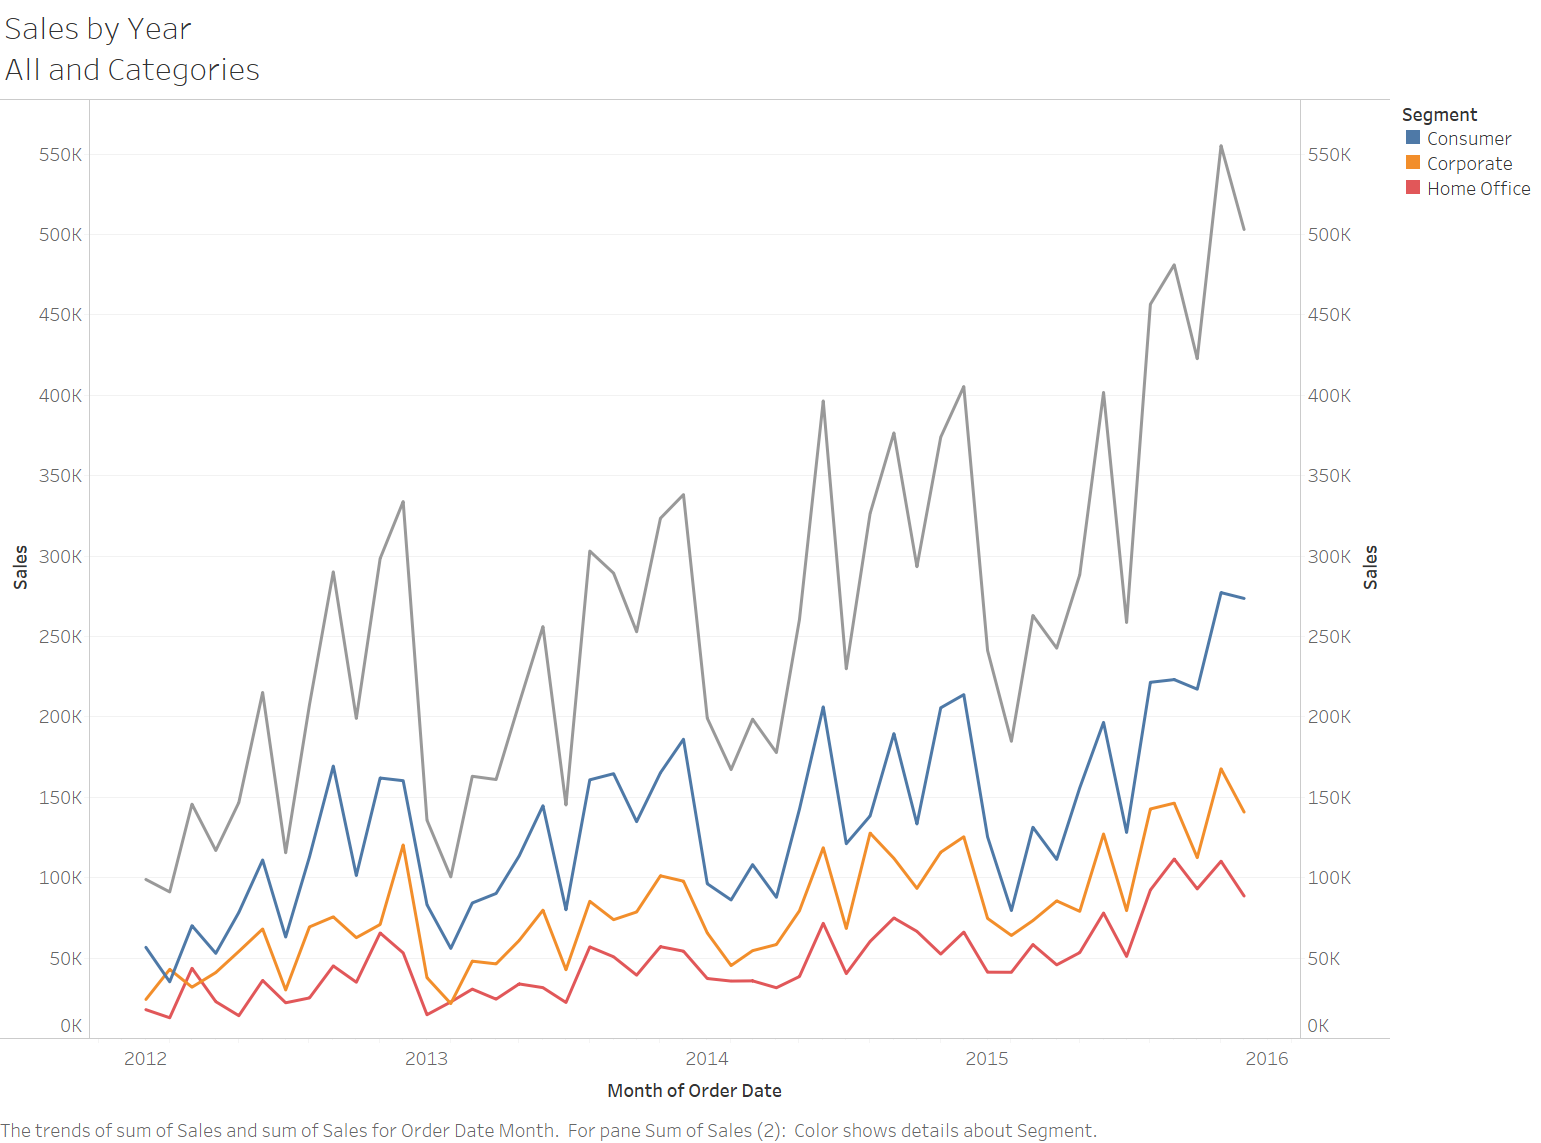 Sales by Year
All and Categories
Segment
Consumer
Corporate
Home Office
550K
500K
450K
400K
350K
300K
250K
200K
150K
100K
50K
0K
Sales
550K
500K
450K
400K
350K
300K
250K
200K
150K
100K
50K
0K
Sales
2012 2013 2014 2015 2016
Month of Order Date
The trends of sum of Sales and sum of Sales for Order Date Month. For pane Sum of Sales (2): Color shows details about Segment.